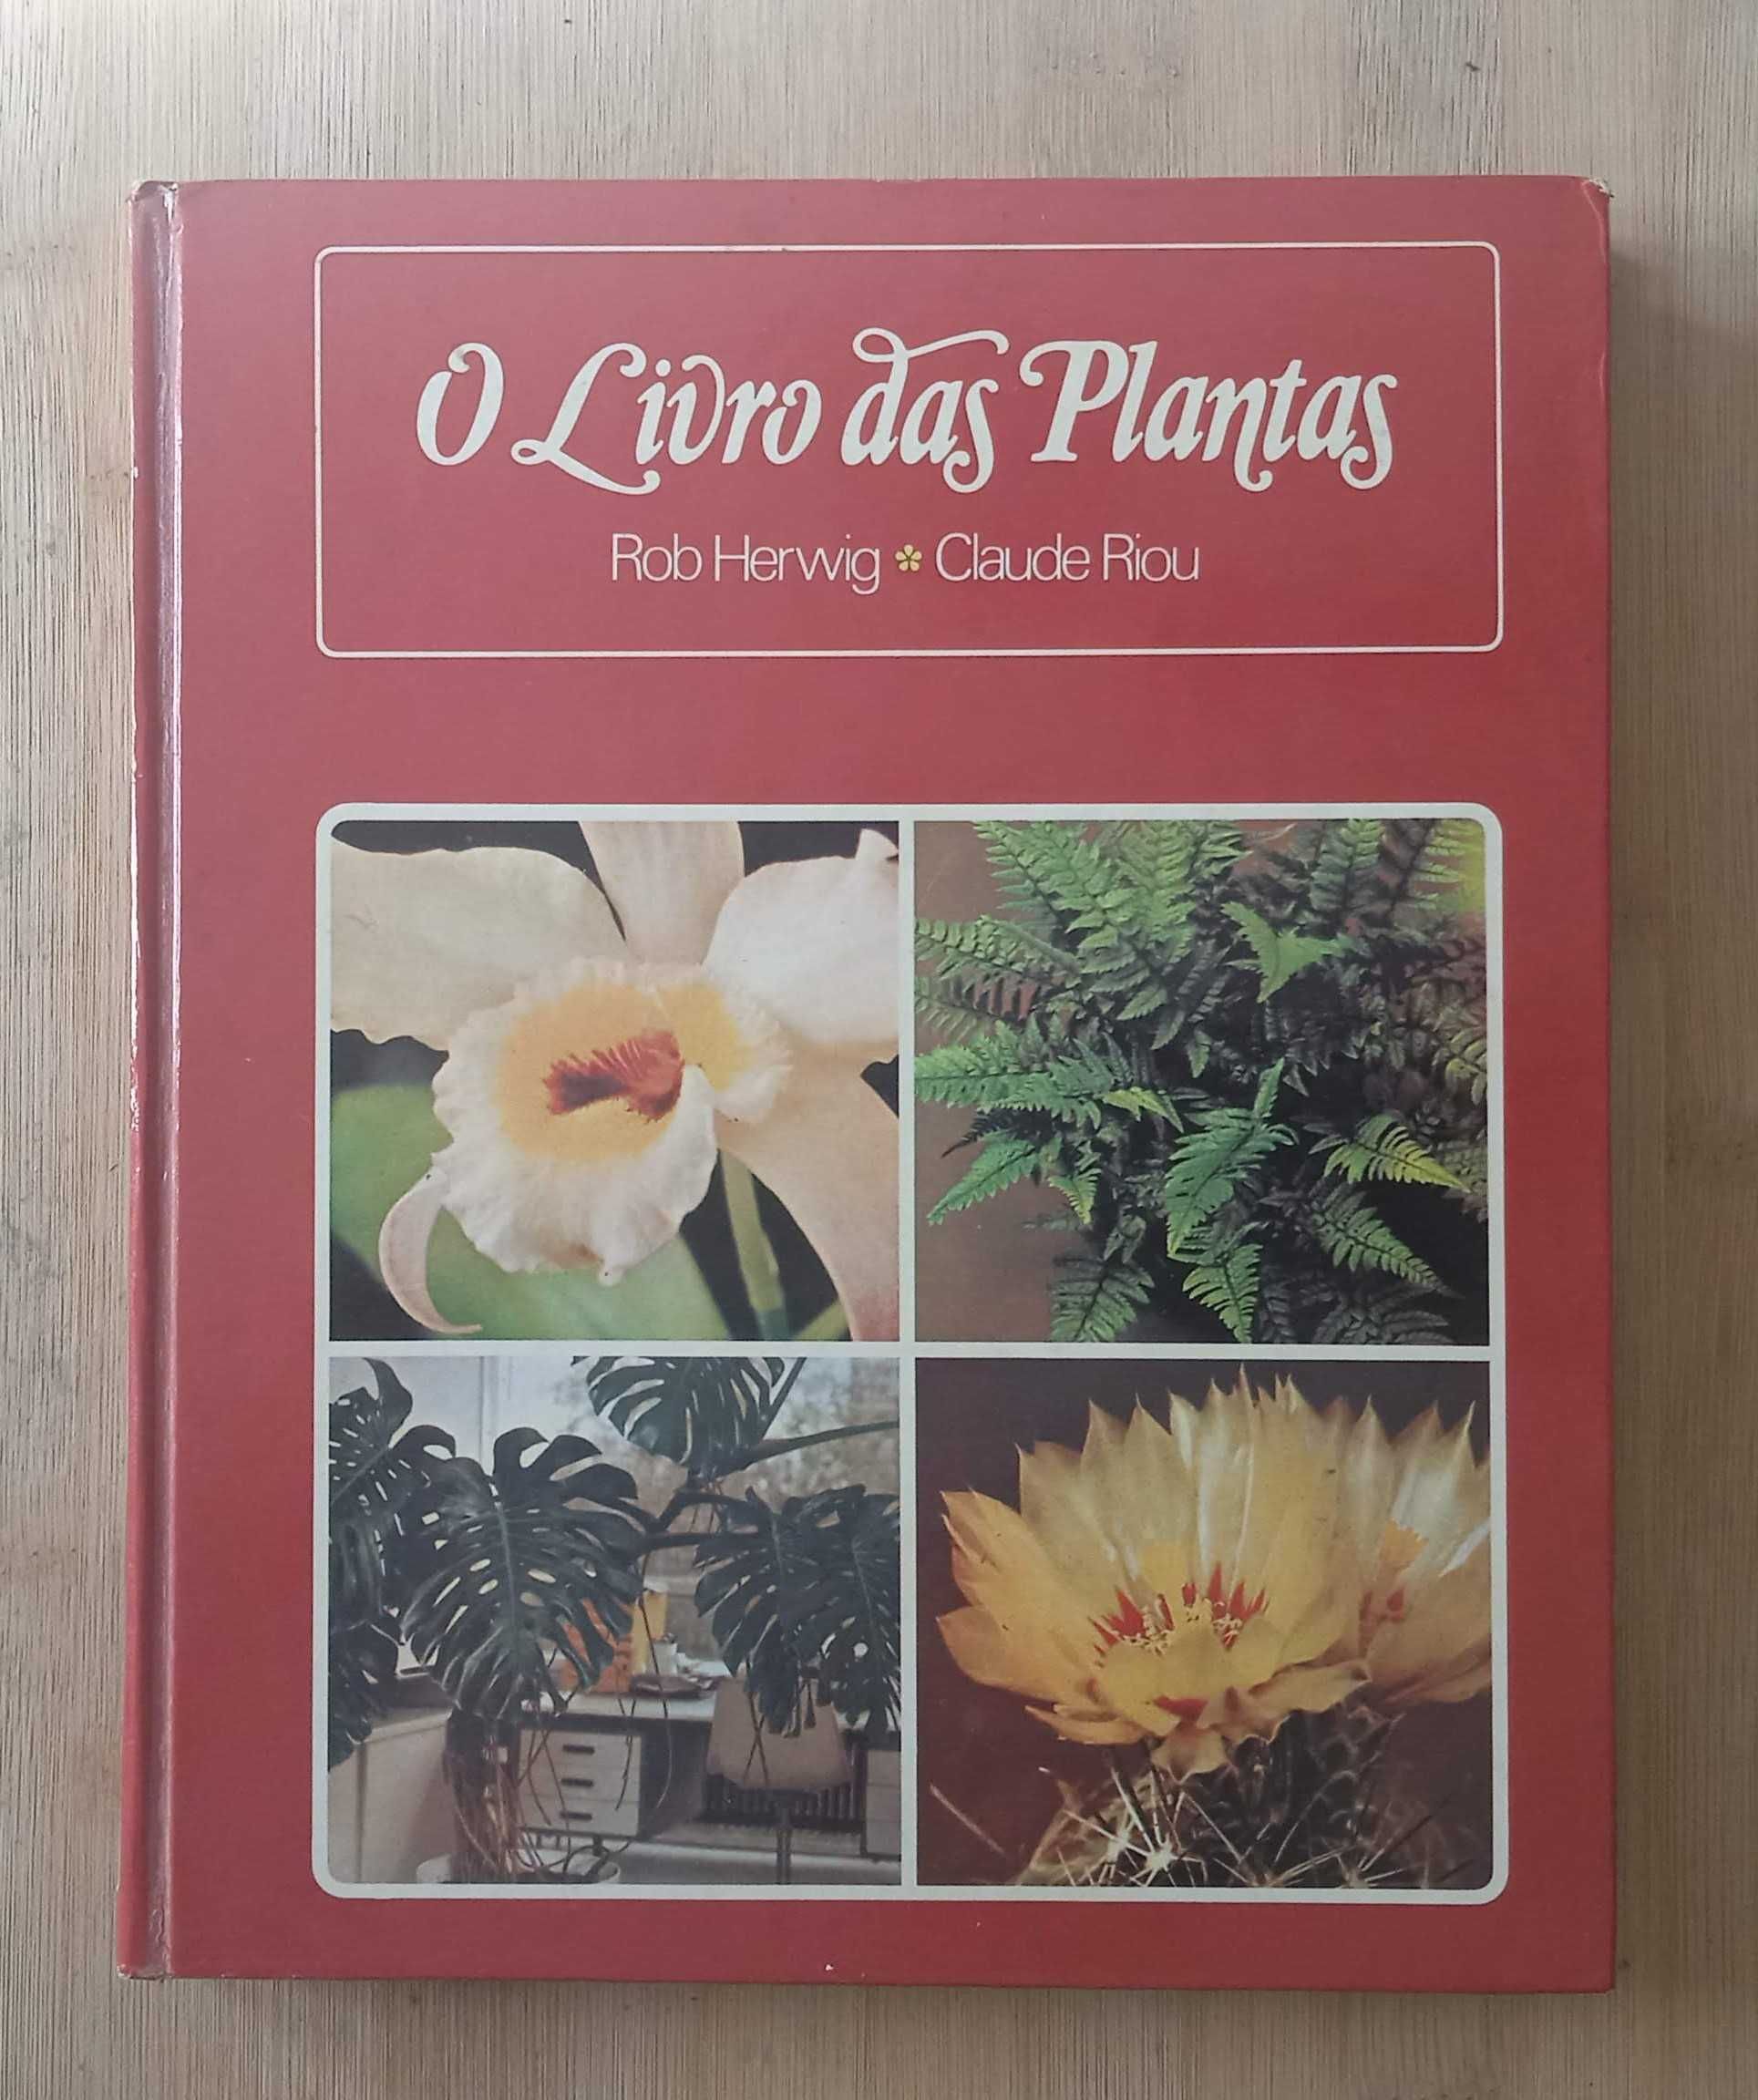 O Livro das Plantas
Rob Herwig Claude Riou